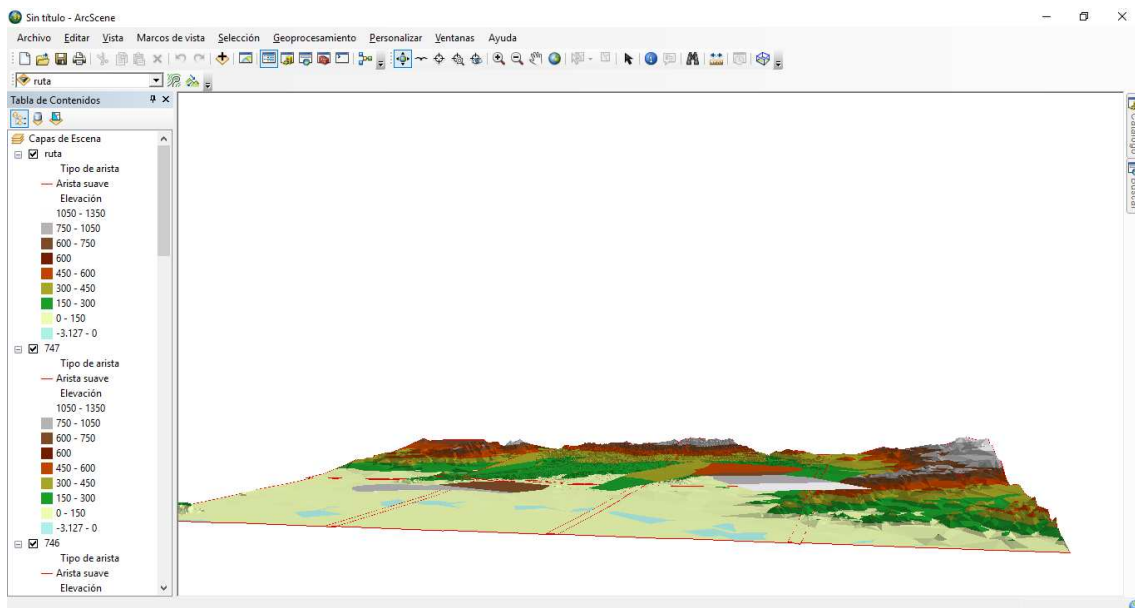 Sin título - ArcScene
Archivo Editar Vista Marcos de vista Selección Geoprocesamiento Personalizar Ventanas Ayuda
ruta
Tabla de Contenidos
Capas de Escena
ruta
Tipo de arista
Arista suave
Elevación
1050 - 1350
750 - 1050
600 - 750
600
450 - 600
300 - 450
150 - 300
0 - 150
-3.127 - 0
747
Tipo de arista
Arista suave
Elevación
1050 - 1350
750 - 1050
600 - 750
600
450 - 600
300 - 450
150 - 300
0 - 150
-3.127 - 0
746
Tipo de arista
Arista suave
Elevación
Catálogo
Buscar